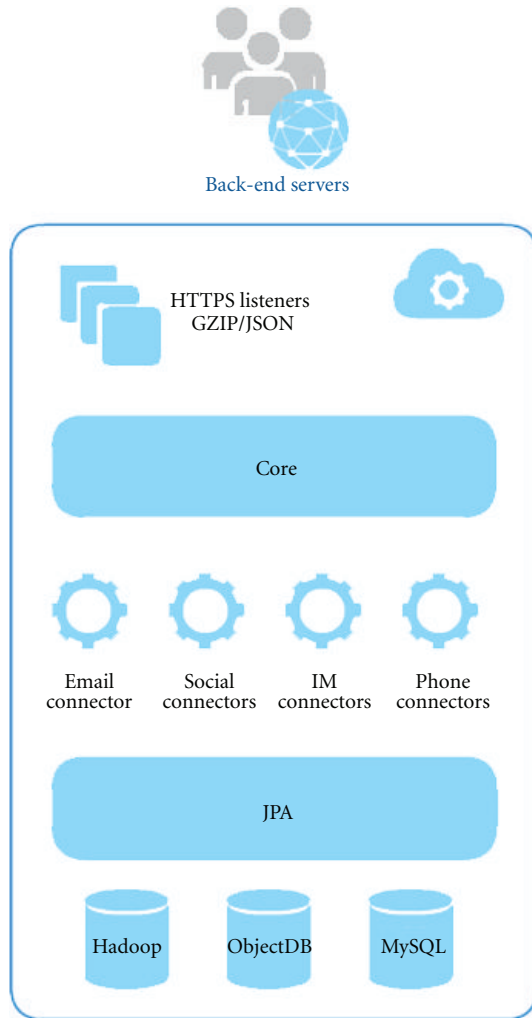 Back-end servers
HTTPS listeners
GZIP/JSON
Core
Email
connector
Social
connectors
IM
connectors
Phone
connectors
JPA
Hadoop
ObjectDB
MySQL